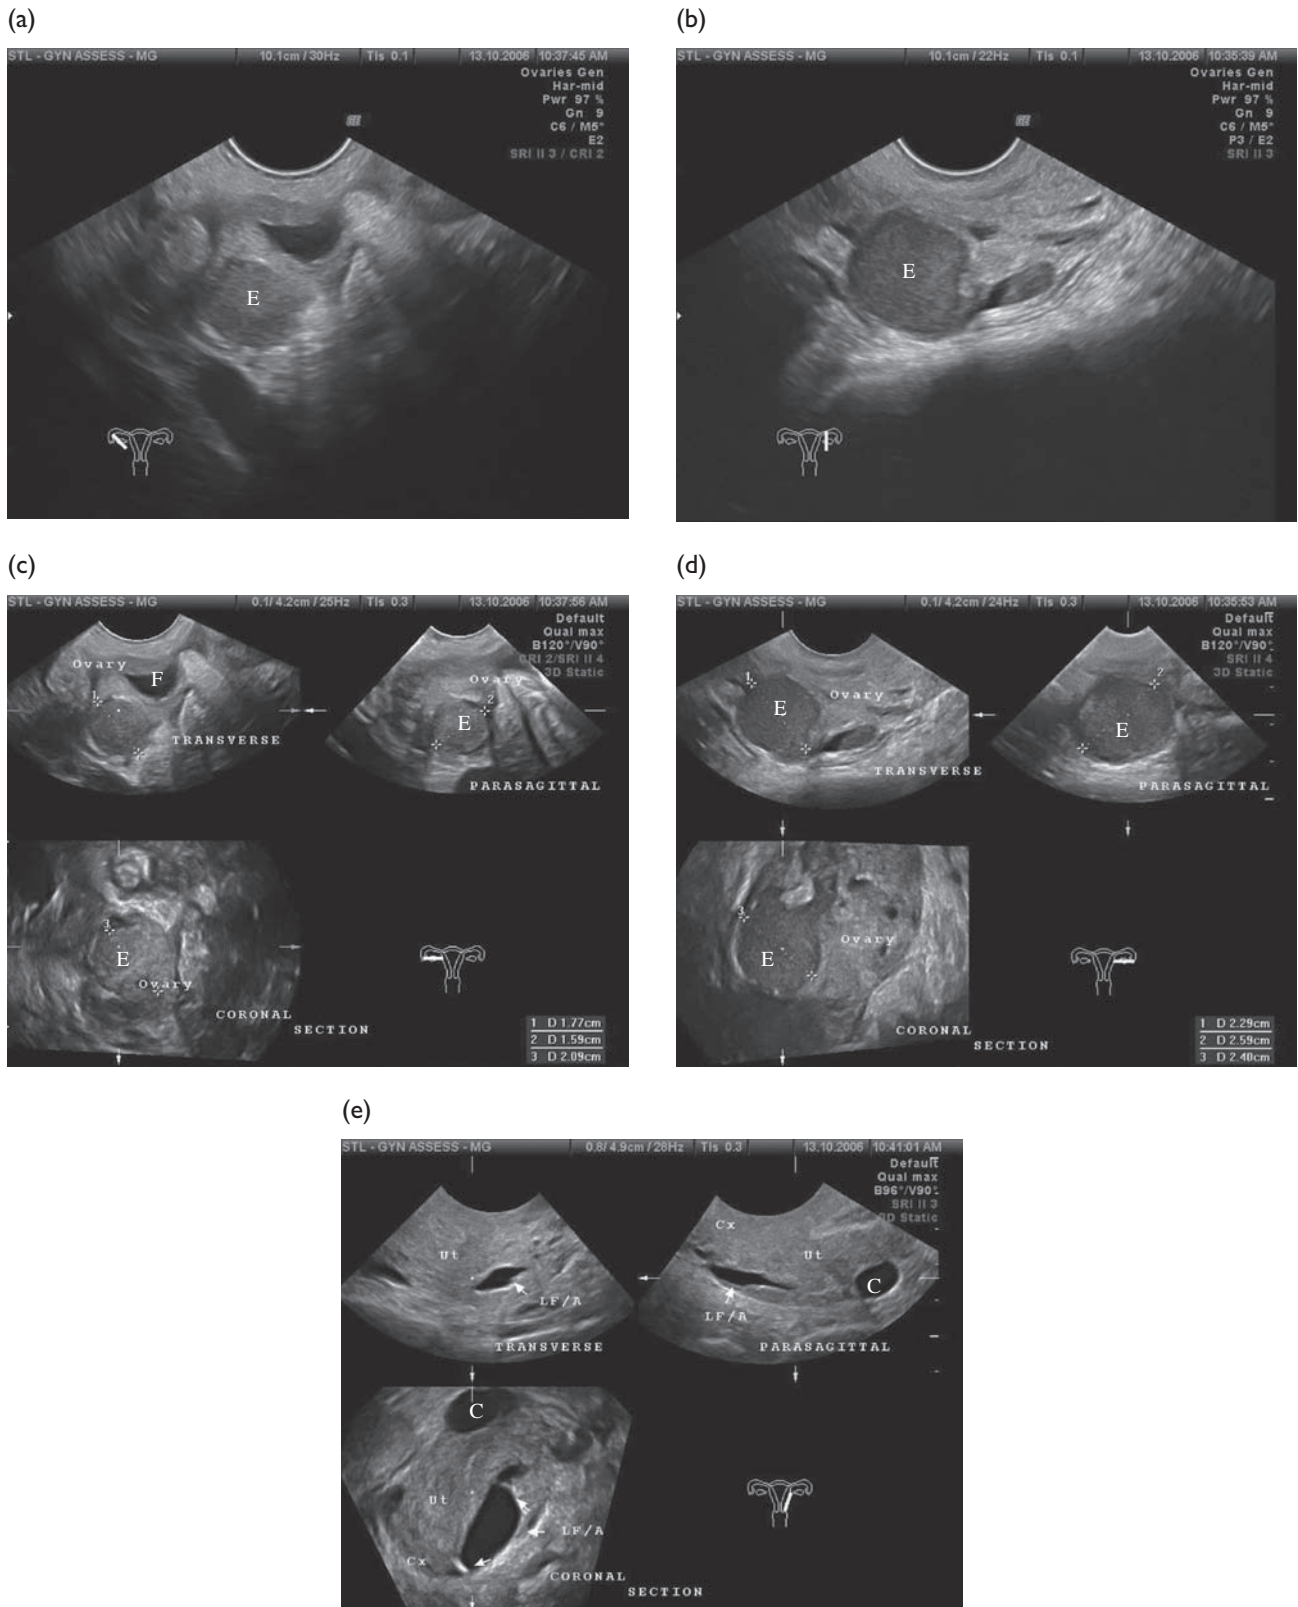 (a)
STL - GYN ASSESS - MG 10.1cm / 30Hz TIs 0.1 13.10.2006 10:37:45 AM
Ovaries Gen
Har-mid
Pwr 97 %
Gn 9
C6 / M5°
E2
SRI II 3 / CRI 2
E
(b)
STL - GYN ASSESS - MG 10.1cm / 22Hz TIs 0.1 13.10.2006 10:35:39 AM
Ovaries Gen
Har-mid
Pwr 97 %
Gn 9
C6 / M5°
P3 / E2
SRI II 3
E
(c)
STL - GYN ASSESS - MG 0.1/ 4.2cm / 25Hz TIs 0.3 13.10.2006 10:37:56 AM
Default
Qual max
B120°/V90°
CRI 2/SRI II 4
3D Static
Ovary
F
1
TRANSVERSE
Ovary
2
E
PARASAGITTAL
3
E
Ovary
CORONAL
SECTION
1 D 1.77cm
2 D 1.59cm
3 D 2.09cm
(d)
STL - GYN ASSESS - MG 0.1/ 4.2cm / 24Hz TIs 0.3 13.10.2006 10:35:53 AM
Default
Qual max
B120°/V90°
SRI II 4
3D Static
1
E
Ovary
TRANSVERSE
2
E
PARASAGITTAL
3
E
Ovary
CORONAL
SECTION
1 D 2.29cm
2 D 2.59cm
3 D 2.40cm
(e)
STL - GYN ASSESS - MG 0.8/ 4.9cm / 28Hz TIs 0.3 13.10.2006 10:41:01 AM
Default
Qual max
B96°/V90°
SRI II 3
3D Static
Ut
LF/A
TRANSVERSE
Cx
Ut
C
LF/A
PARASAGITTAL
C
Ut
LF/A
Cx
CORONAL
SECTION